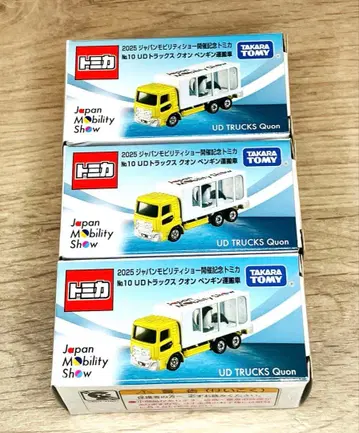 トミカ
2025 ジャパンモビリティショー開催記念トミカ
№10 UDトラックス クオン ペンギン運搬車
TAKARA
TOMY
Japan
Mobility
Show
UD TRUCKS Quon
トミカ
2025 ジャパンモビリティショー開催記念トミカ
№10 UDトラックス クオン ペンギン運搬車
TAKARA
TOMY
Japan
Mobility
Show
UD TRUCKS Quon
トミカ
2025 ジャパンモビリティショー開催記念トミカ
№10 UDトラックス クオン ペンギン運搬車
TAKARA
TOMY
Japan
Mobility
Show
UD TRUCKS Quon